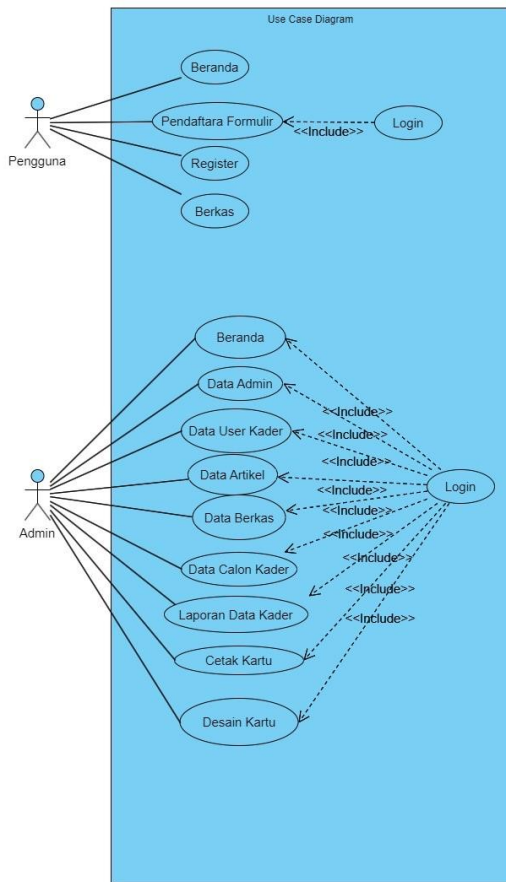 Use Case Diagram
Beranda
Pendaftara Formulir
<<Include>>
Login
Pengguna
Register
Berkas
Beranda
Data Admin
<<Include>>
Data User Kader
<<Include>>
<<Include>>
Data Artikel
Login
<<Include>>
Data Berkas
<<Include>>
Admin
<<Include>>
Data Calon Kader
<<Include>>
<<Include>>
Laporan Data Kader
<<Include>>
Cetak Kartu
Desain Kartu